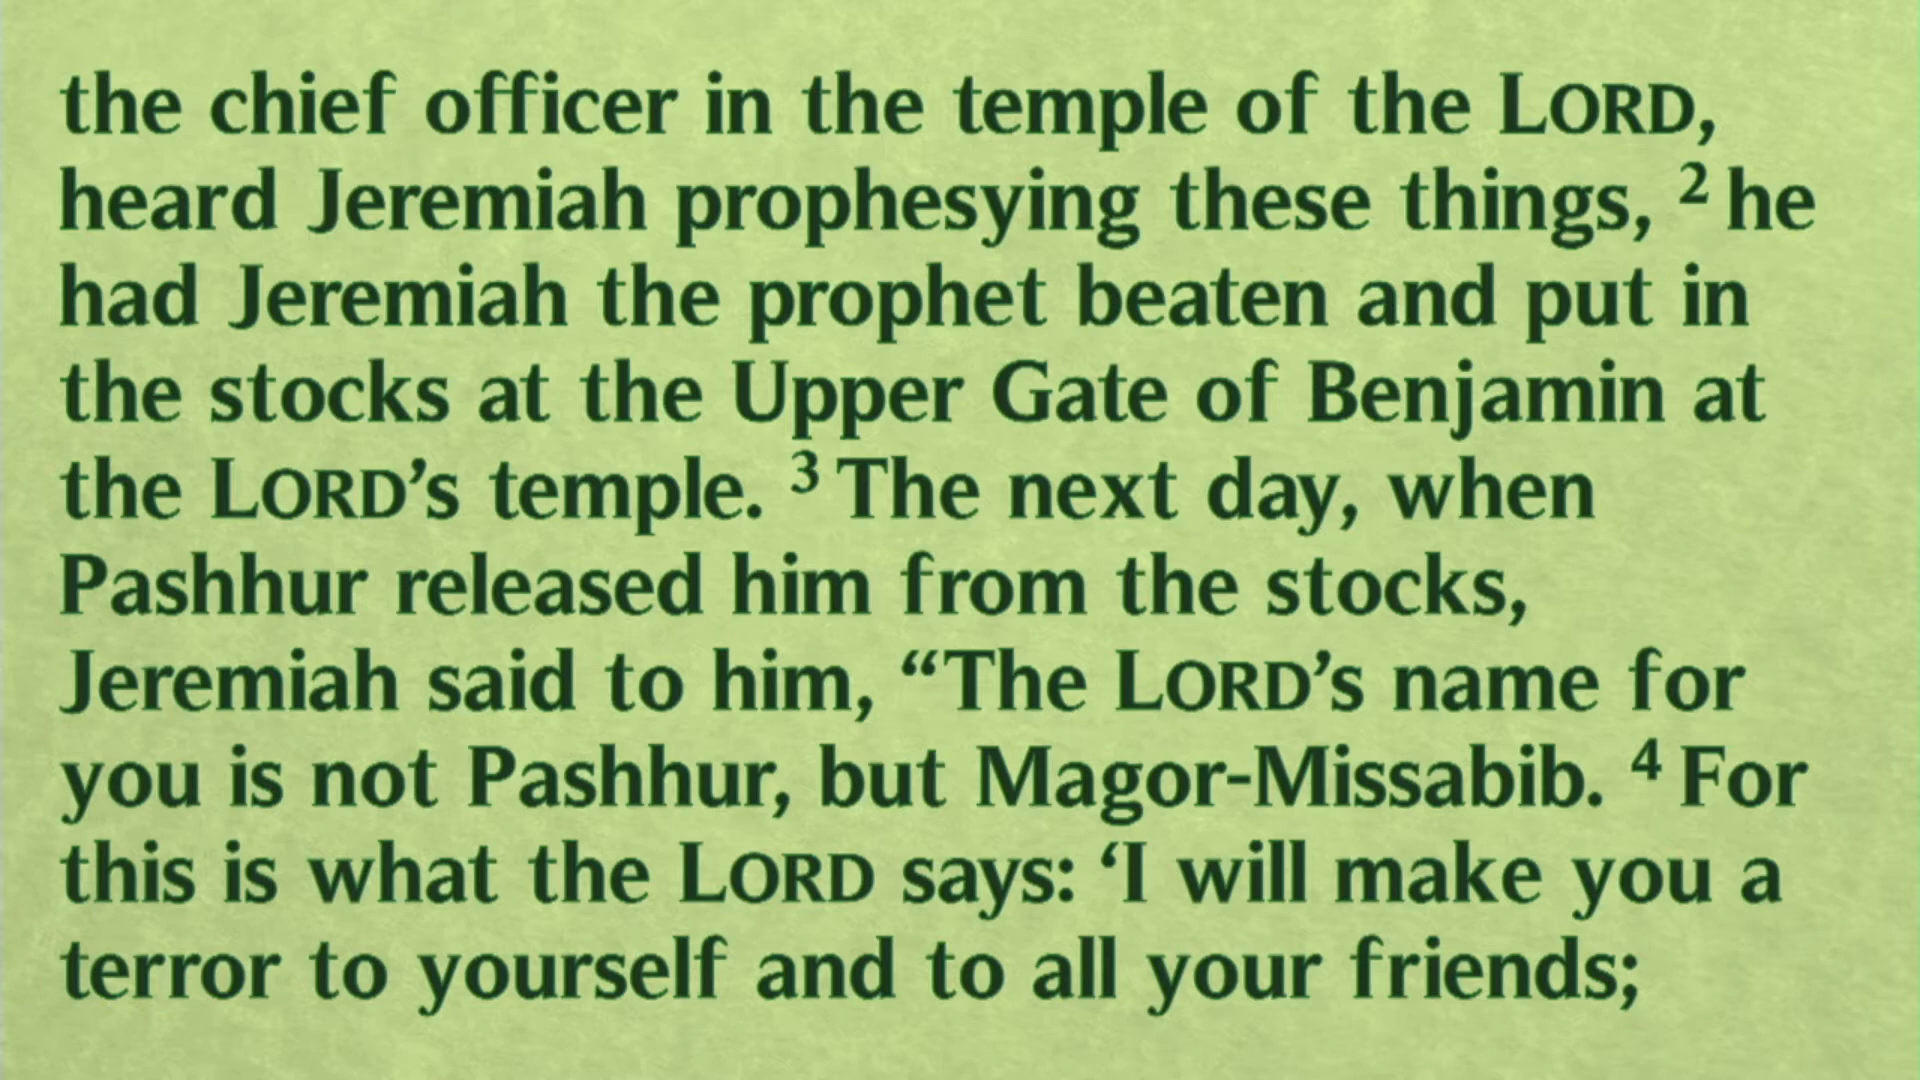 the chief officer in the temple of the LORD,
heard Jeremiah prophesying these things, ² he
had Jeremiah the prophet beaten and put in
the stocks at the Upper Gate of Benjamin at
the LORD’s temple. ³ The next day, when
Pashhur released him from the stocks,
Jeremiah said to him, “The LORD’s name for
you is not Pashhur, but Magor-Missabib. ⁴ For
this is what the LORD says: ‘I will make you a
terror to yourself and to all your friends;